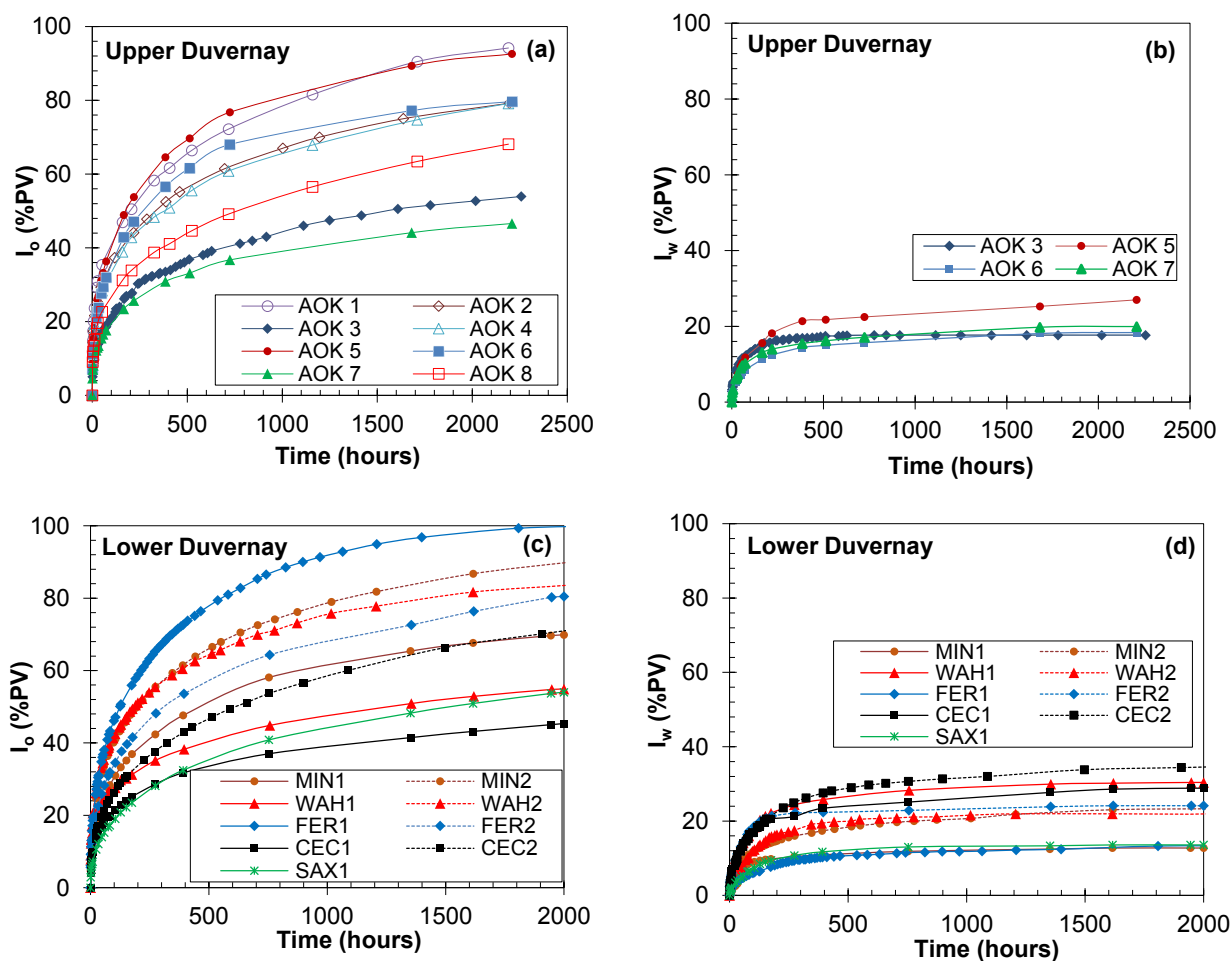 Upper Duvernay (a)
I_o (%PV)
100
80
60
40
20
0
0 500 1000 1500 2000 2500
Time (hours)
AOK 1 AOK 2
AOK 3 AOK 4
AOK 5 AOK 6
AOK 7 AOK 8
Upper Duvernay (b)
I_w (%PV)
100
80
60
40
20
0
0 500 1000 1500 2000 2500
Time (hours)
AOK 3 AOK 5
AOK 6 AOK 7
Lower Duvernay (c)
I_o (%PV)
100
80
60
40
20
0
0 500 1000 1500 2000
Time (hours)
MIN1 MIN2
WAH1 WAH2
FER1 FER2
CEC1 CEC2
SAX1
Lower Duvernay (d)
I_w (%PV)
100
80
60
40
20
0
0 500 1000 1500 2000
Time (hours)
MIN1 MIN2
WAH1 WAH2
FER1 FER2
CEC1 CEC2
SAX1